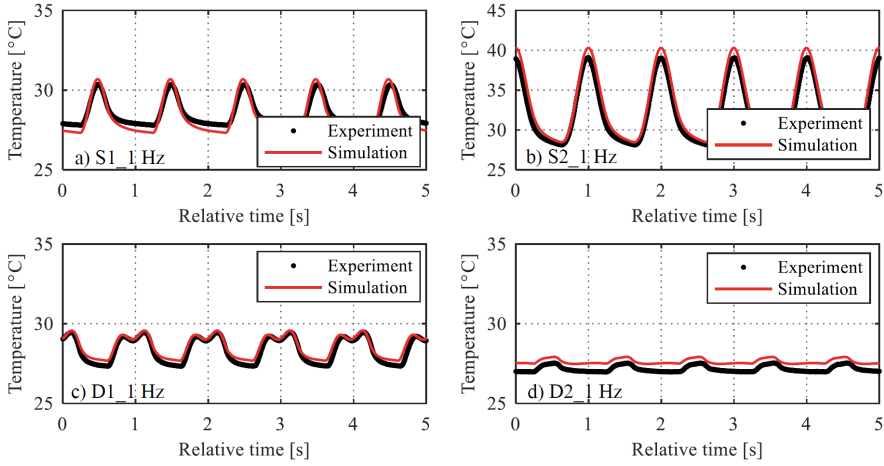 35
30
25
Temperature [°C]
Experiment
Simulation
a) S1_1 Hz
0 1 2 3 4 5
Relative time [s]
45
40
35
30
25
Temperature [°C]
Experiment
Simulation
b) S2_1 Hz
0 1 2 3 4 5
Relative time [s]
35
30
25
Temperature [°C]
Experiment
Simulation
c) D1_1 Hz
0 1 2 3 4 5
Relative time [s]
35
30
25
Temperature [°C]
Experiment
Simulation
d) D2_1 Hz
0 1 2 3 4 5
Relative time [s]